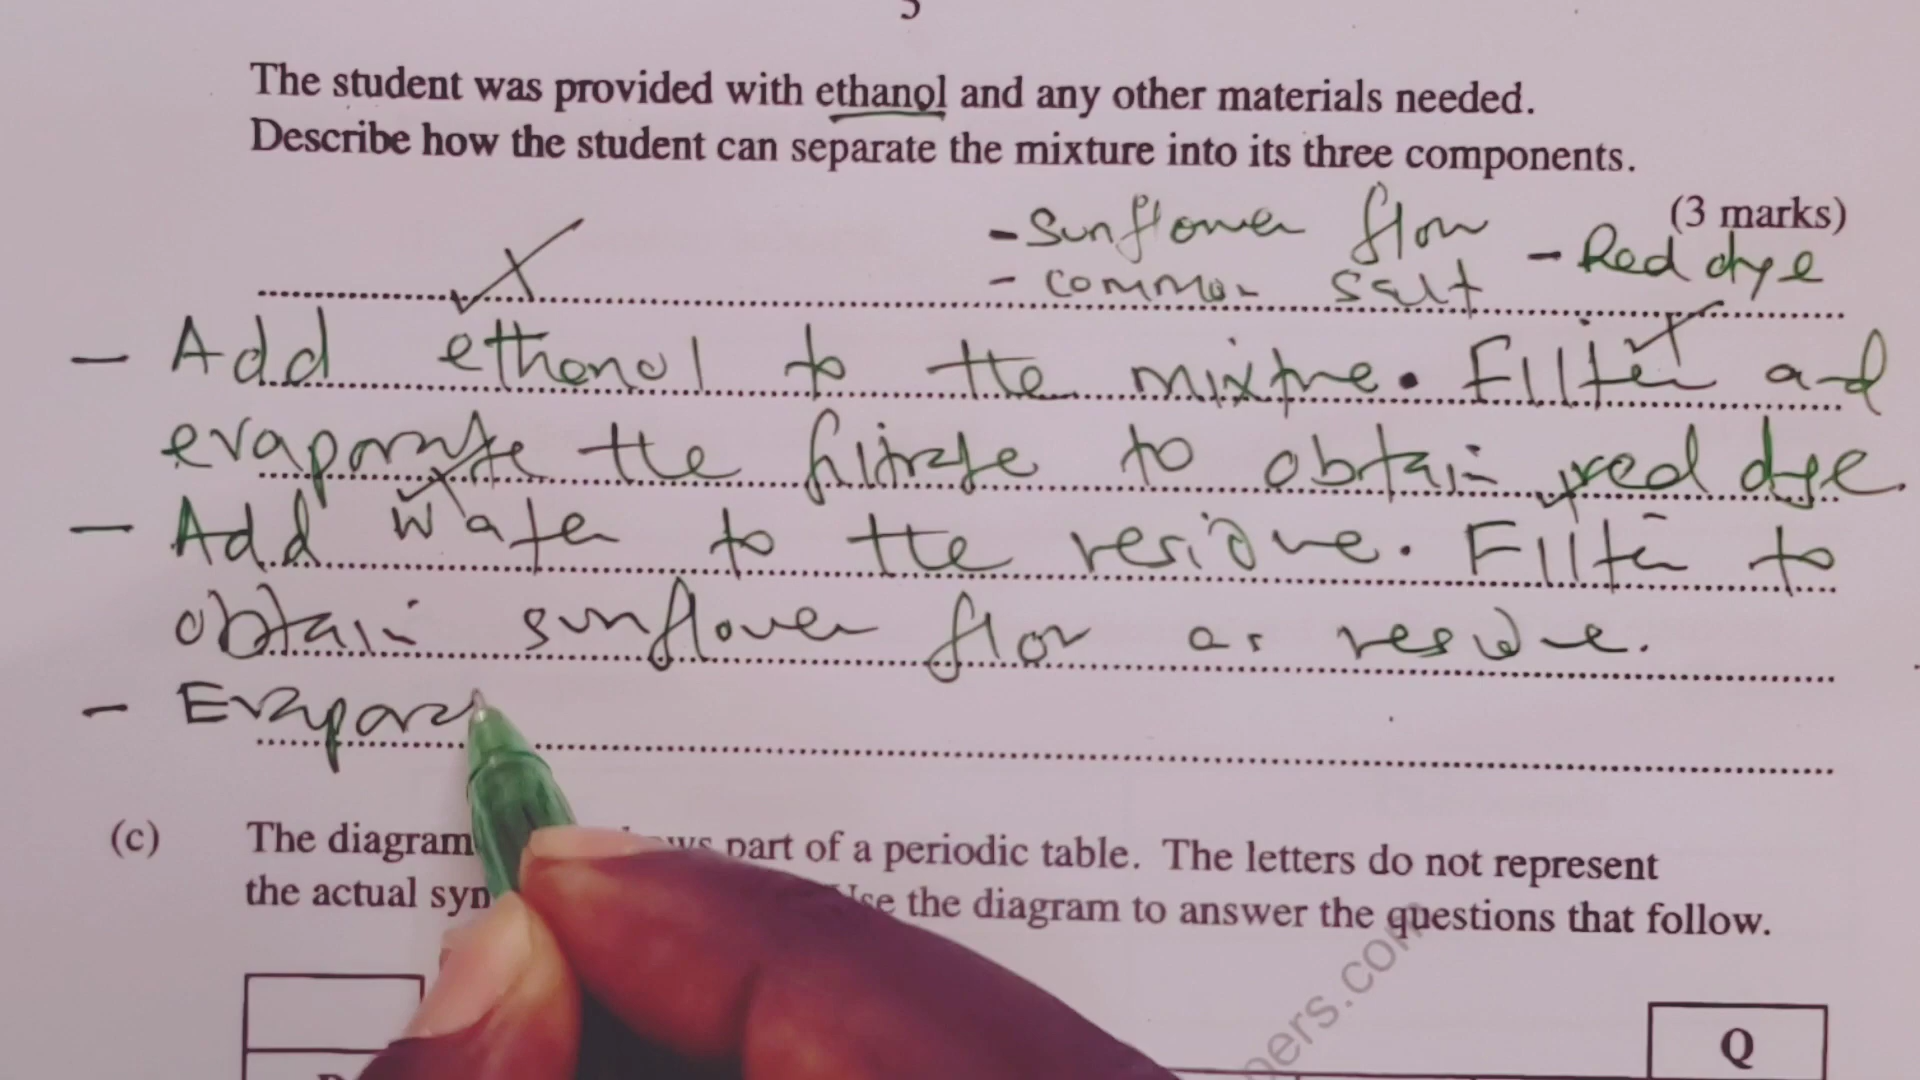 The student was provided with ethanol and any other materials needed.
Describe how the student can separate the mixture into its three components.
(3 marks)
- Sunflower flour
- Red dye
- common salt
- Add ethanol to the mixture. Filter and
evaporate the filtrate to obtain red dye.
- Add water to the residue. Filter to
obtain sunflower flor as residue.
- Evapora
(c) The diagram part of a periodic table. The letters do not represent
the actual the diagram to answer the questions that follow.
Q